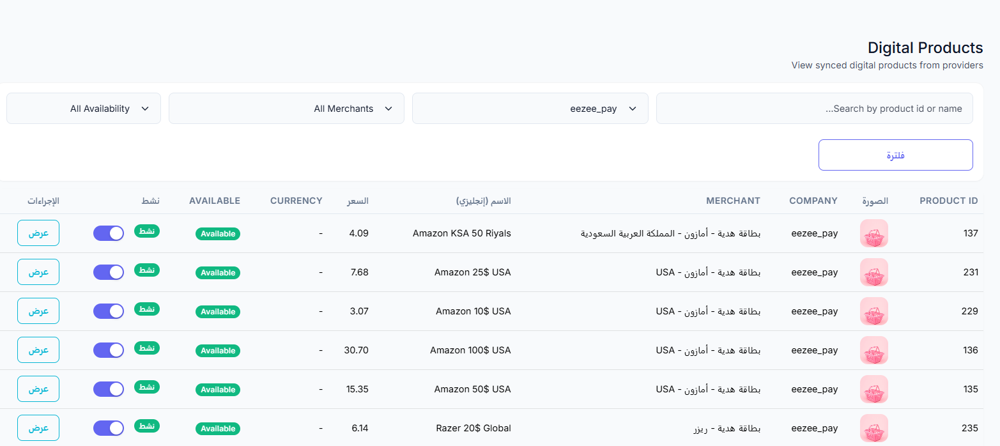 Digital Products
View synced digital products from providers
Search by product id or name... eezee_pay All Merchants All Availability
فلترة
PRODUCT ID الصورة COMPANY MERCHANT الاسم (إنجليزي) السعر CURRENCY AVAILABLE نشط الإجراءات
137 eezee_pay بطاقة هدية - أمازون - المملكة العربية السعودية Amazon KSA 50 Riyals 4.09 - Available نشط عرض
231 eezee_pay بطاقة هدية - أمازون - USA Amazon 25$ USA 7.68 - Available نشط عرض
229 eezee_pay بطاقة هدية - أمازون - USA Amazon 10$ USA 3.07 - Available نشط عرض
136 eezee_pay بطاقة هدية - أمازون - USA Amazon 100$ USA 30.70 - Available نشط عرض
135 eezee_pay بطاقة هدية - أمازون - USA Amazon 50$ USA 15.35 - Available نشط عرض
235 eezee_pay بطاقة هدية - ريزر Razer 20$ Global 6.14 - Available نشط عرض